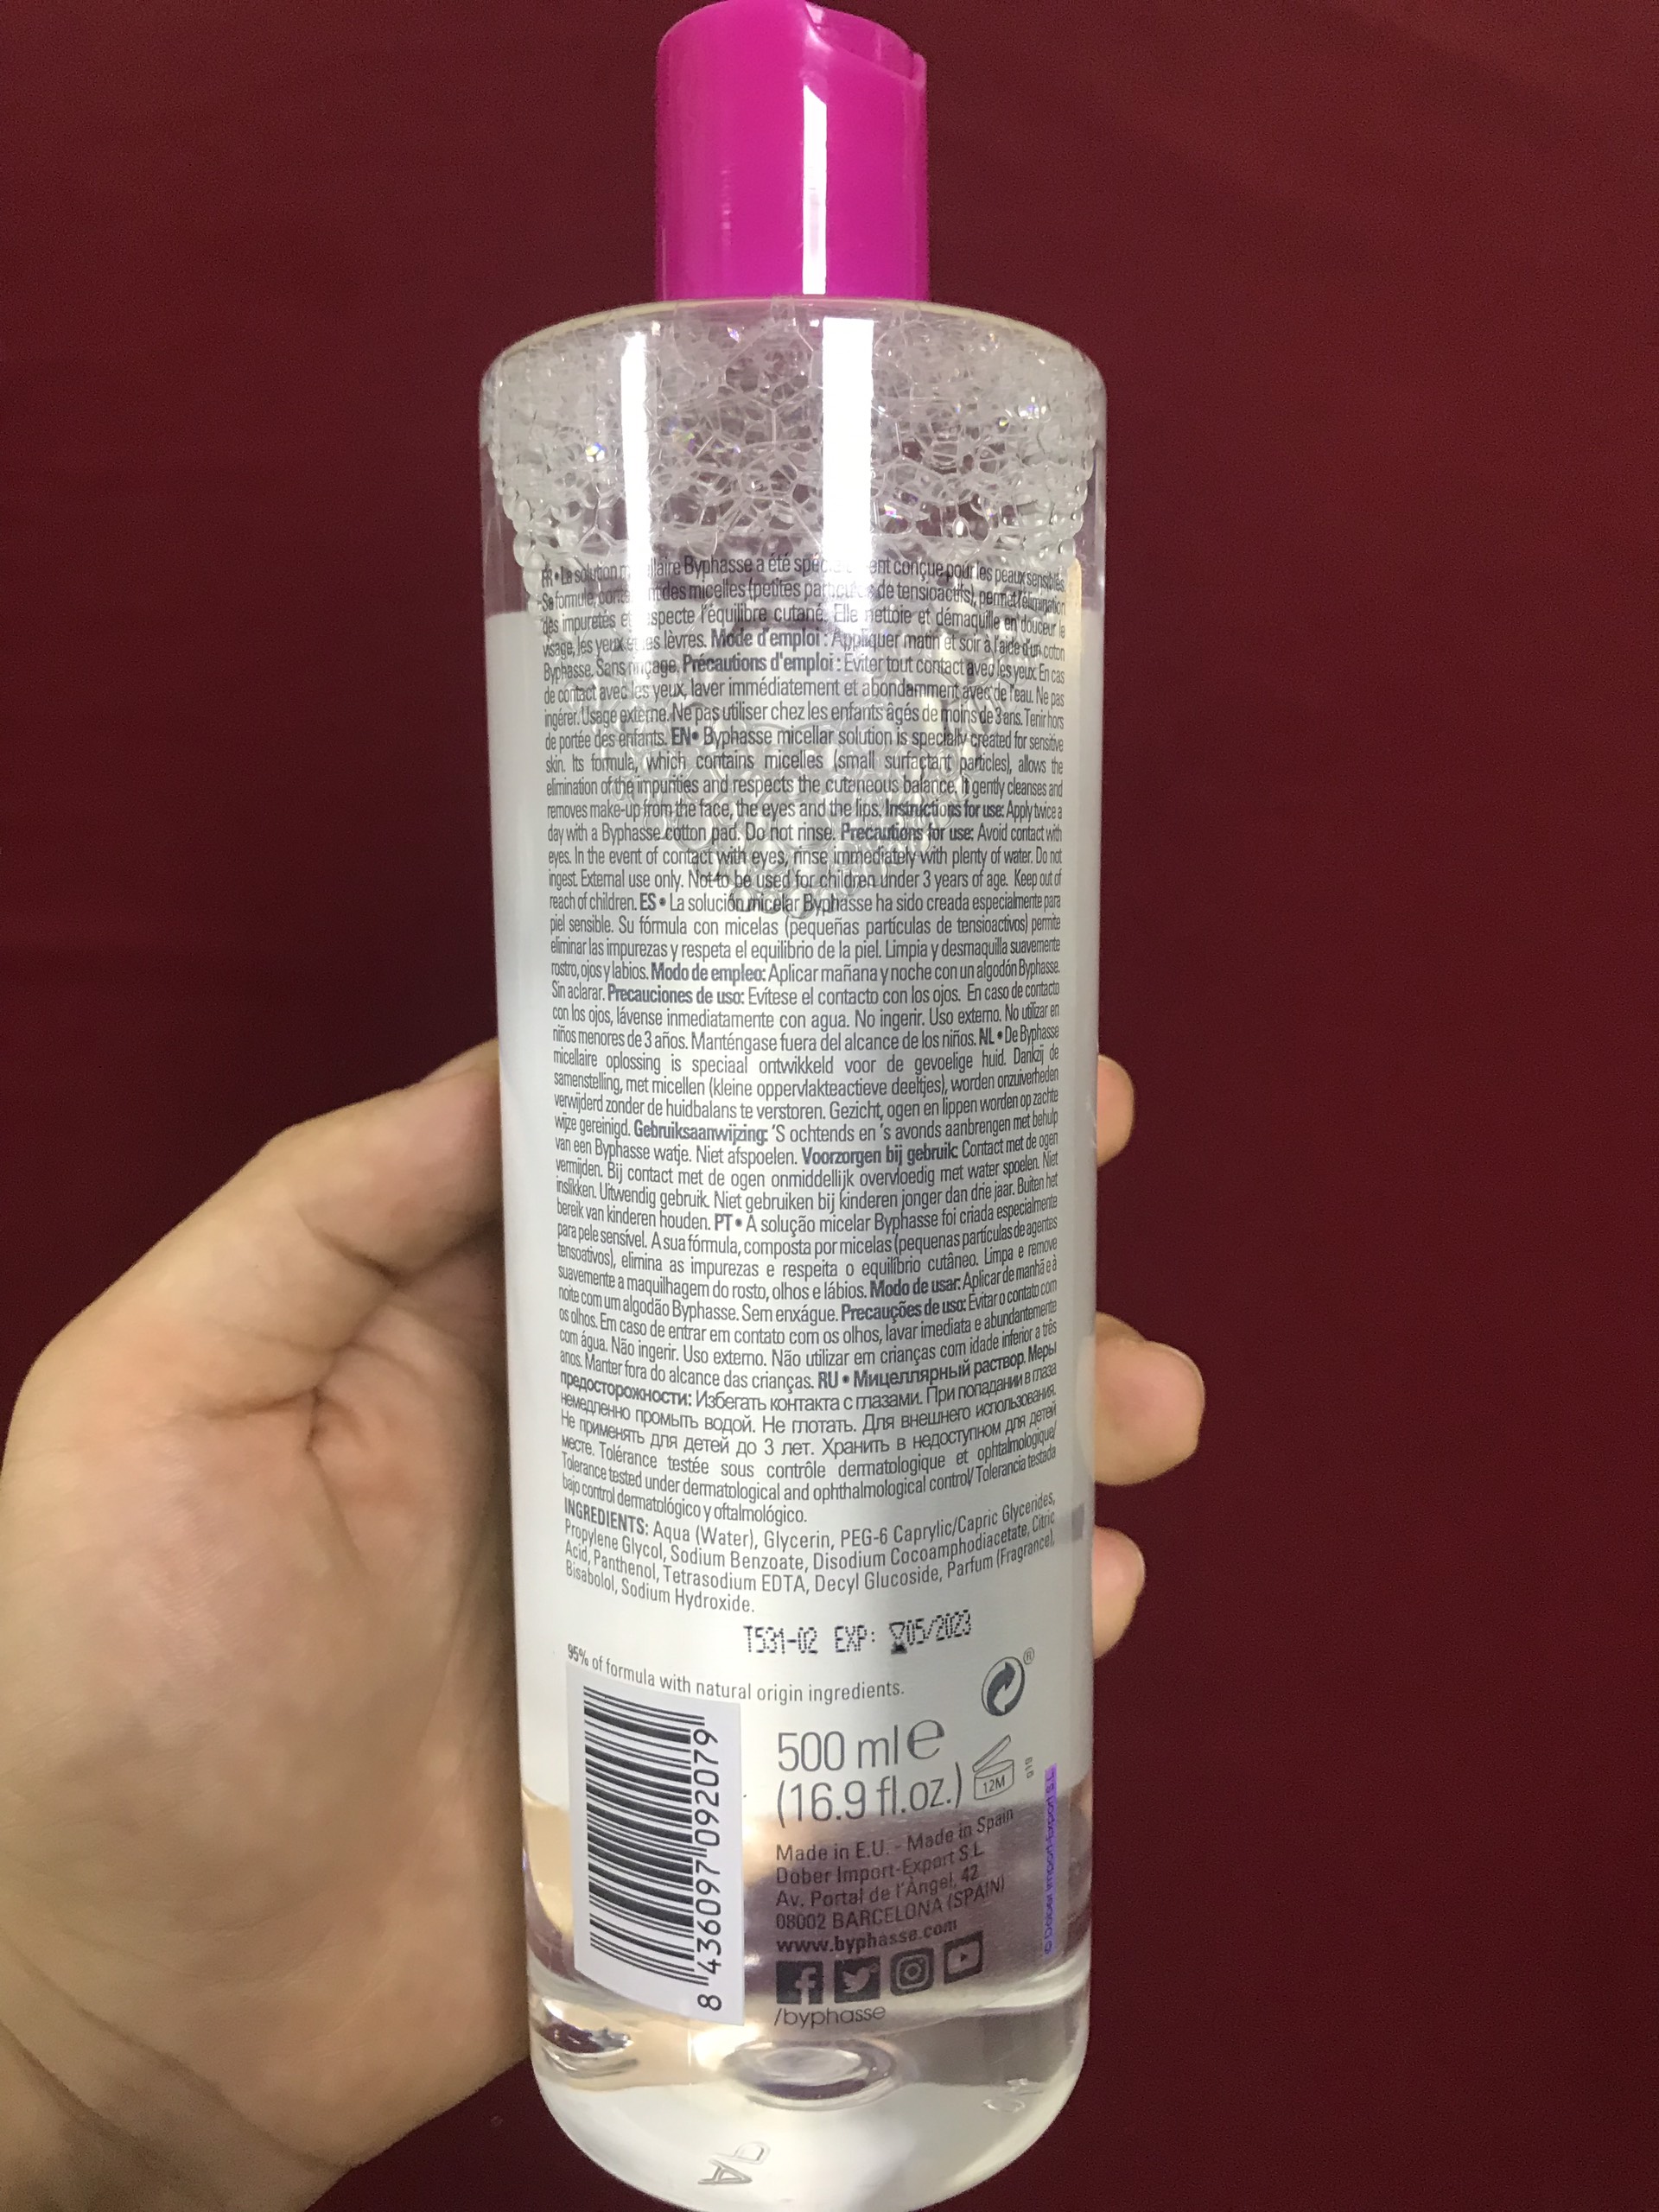 FR • La solution micellaire Byphasse a été spécialement conçue pour les peaux sensibles.
Sa formule, contenant des micelles (petites particules de tensioactifs), permet l'élimination
des impuretés et respecte l'équilibre cutané. Elle nettoie et démaquille en douceur le
visage, les yeux et les lèvres. Mode d'emploi : Appliquer matin et soir à l'aide d'un coton
Byphasse. Sans rinçage. Précautions d'emploi : Eviter tout contact avec les yeux. En cas
de contact avec les yeux, laver immédiatement et abondamment avec de l'eau. Ne pas
ingérer. Usage externe. Ne pas utiliser chez les enfants âgés de moins de 3 ans. Tenir hors
de portée des enfants. EN• Byphasse micellar solution is specially created for sensitive
skin. Its formula, which contains micelles (small surfactant particles), allows the
elimination of the impurities and respects the cutaneous balance. It gently cleanses and
removes make-up from the face, the eyes and the lips. Instructions for use: Apply twice a
day with a Byphasse cotton pad. Do not rinse. Precautions for use: Avoid contact with
eyes. In the event of contact with eyes, rinse immediately with plenty of water. Do not
ingest. External use only. Not to be used for children under 3 years of age. Keep out of
reach of children. ES • La solución micelar Byphasse ha sido creada especialmente para
piel sensible. Su fórmula con micelas (pequeñas partículas de tensioactivos) permite
eliminar las impurezas y respeta el equilibrio de la piel. Limpia y desmaquilla suavemente
rostro, ojos y labios. Modo de empleo: Aplicar mañana y noche con un algodón Byphasse.
Sin aclarar. Precauciones de uso: Evítese el contacto con los ojos. En caso de contacto
con los ojos, lávense inmediatamente con agua. No ingerir. Uso externo. No utilizar en
niños menores de 3 años. Manténgase fuera del alcance de los niños. NL • De Byphasse
micellaire oplossing is speciaal ontwikkeld voor de gevoelige huid. Dankzij de
samenstelling, met micellen (kleine oppervlakteactieve deeltjes), worden onzuiverheden
verwijderd zonder de huidbalans te verstoren. Gezicht, ogen en lippen worden op zachte
wijze gereinigd. Gebruiksaanwijzing: 'S ochtends en 's avonds aanbrengen met behulp
van een Byphasse watje. Niet afspoelen. Voorzorgen bij gebruik: Contact met de ogen
vermijden. Bij contact met de ogen onmiddellijk overvloedig met water spoelen. Niet
inslikken. Uitwendig gebruik. Niet gebruiken bij kinderen jonger dan drie jaar. Buiten het
bereik van kinderen houden. PT • A solução micelar Byphasse foi criada especialmente
para pele sensível. A sua fórmula, composta por micelas (pequenas partículas de agentes
tensoativos), elimina as impurezas e respeita o equilíbrio cutâneo. Limpa e remove
suavemente a maquilhagem do rosto, olhos e lábios. Modo de usar: Aplicar de manhã e à
noite com um algodão Byphasse. Sem enxágue. Precauções de uso: Evitar o contato com
os olhos. Em caso de entrar em contato com os olhos, lavar imediata e abundantemente
com água. Não ingerir. Uso externo. Não utilizar em crianças com idade inferior a três
anos. Manter fora do alcance das crianças. RU • Мицеллярный раствор. Меры
предосторожности: Избегать контакта с глазами. При попадании в глаза
немедленно промыть водой. Не глотать. Для внешнего использования.
Не применять для детей до 3 лет. Хранить в недоступном для детей
месте. Tolérance testée sous contrôle dermatologique et ophtalmologique/
Tolerance tested under dermatological and ophthalmological control/ Tolerancia testada
bajo control dermatológico y oftalmológico.
INGREDIENTS: Aqua (Water), Glycerin, PEG-6 Caprylic/Capric Glycerides,
Propylene Glycol, Sodium Benzoate, Disodium Cocoamphodiacetate, Citric
Acid, Panthenol, Tetrasodium EDTA, Decyl Glucoside, Parfum (Fragrance),
Bisabolol, Sodium Hydroxide.
T531-02 EXP: 05/2023
95% of formula with natural origin ingredients.
8 436097 092079
500 ml e
(16.9 fl.oz.)
12M
Made in E.U. - Made in Spain
Dober Import-Export S.L
Av. Portal de l'Àngel, 42
08002 BARCELONA (SPAIN)
www.byphasse.com
/byphasse
© Dober Import-Export S.L.